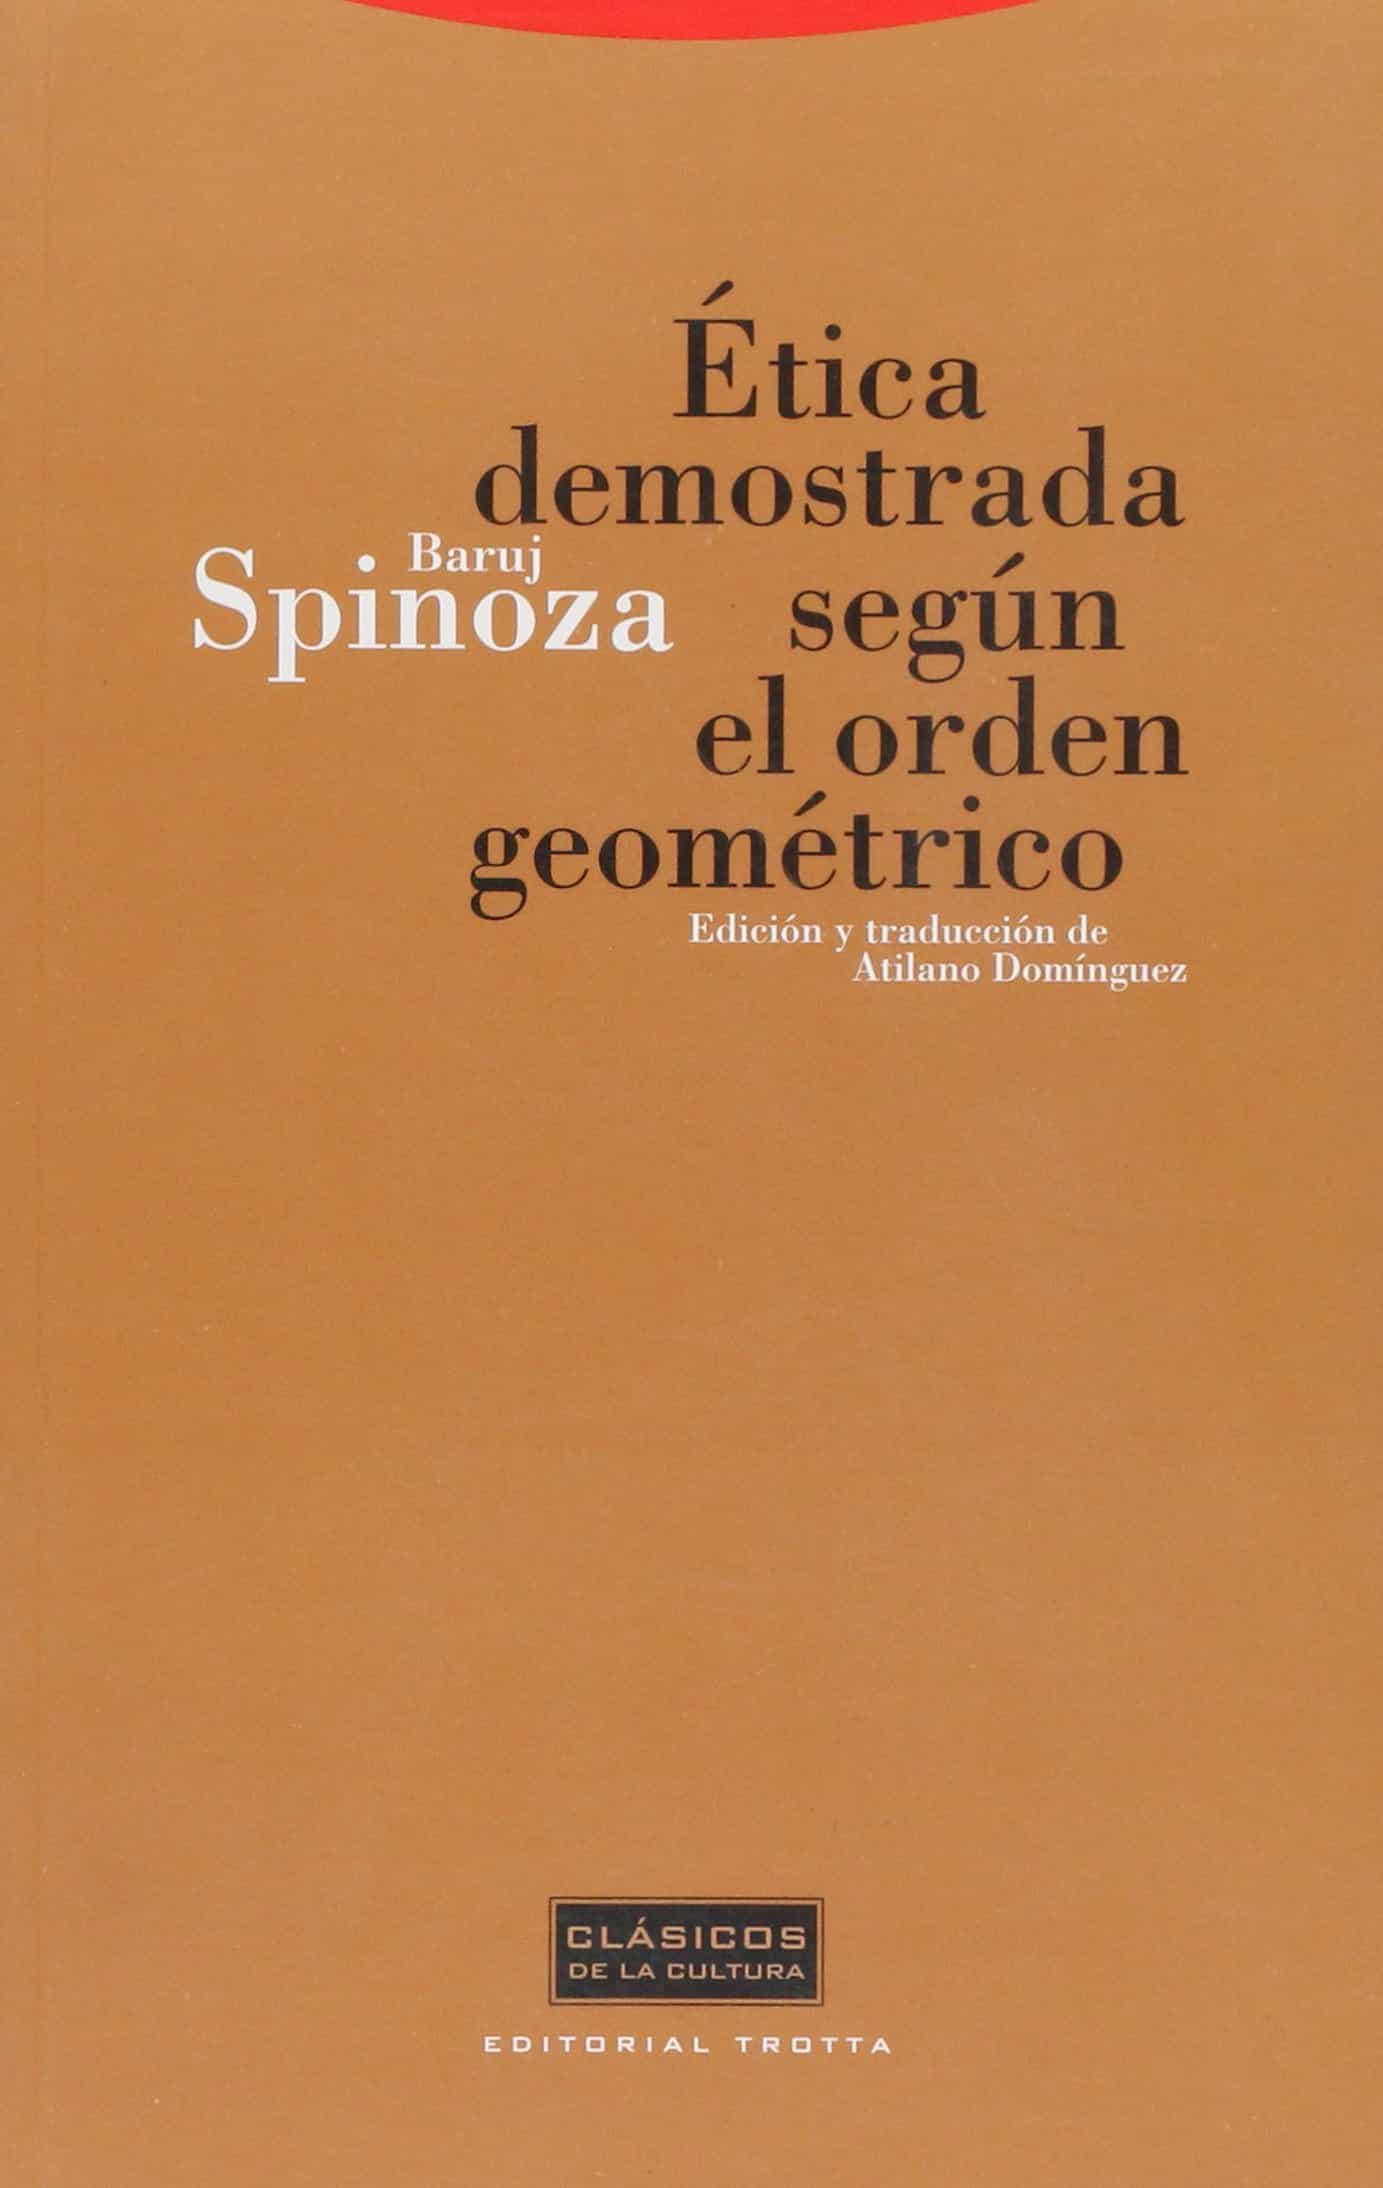 Ética
demostrada
Baruj
Spinoza
según
el orden
geométrico
Edición y traducción de
Atilano Domínguez
CLÁSICOS
DE LA CULTURA
EDITORIAL TROTTA